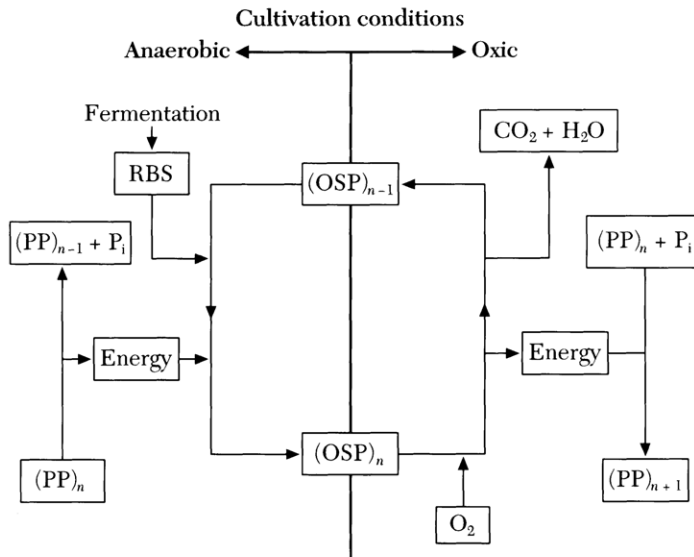 Cultivation conditions
Anaerobic
Oxic
Fermentation
RBS
CO₂ + H₂O
(OSP)ₙ₋₁
(PP)ₙ₋₁ + Pᵢ
(PP)ₙ + Pᵢ
Energy
Energy
(OSP)ₙ
(PP)ₙ
(PP)ₙ₊₁
O₂